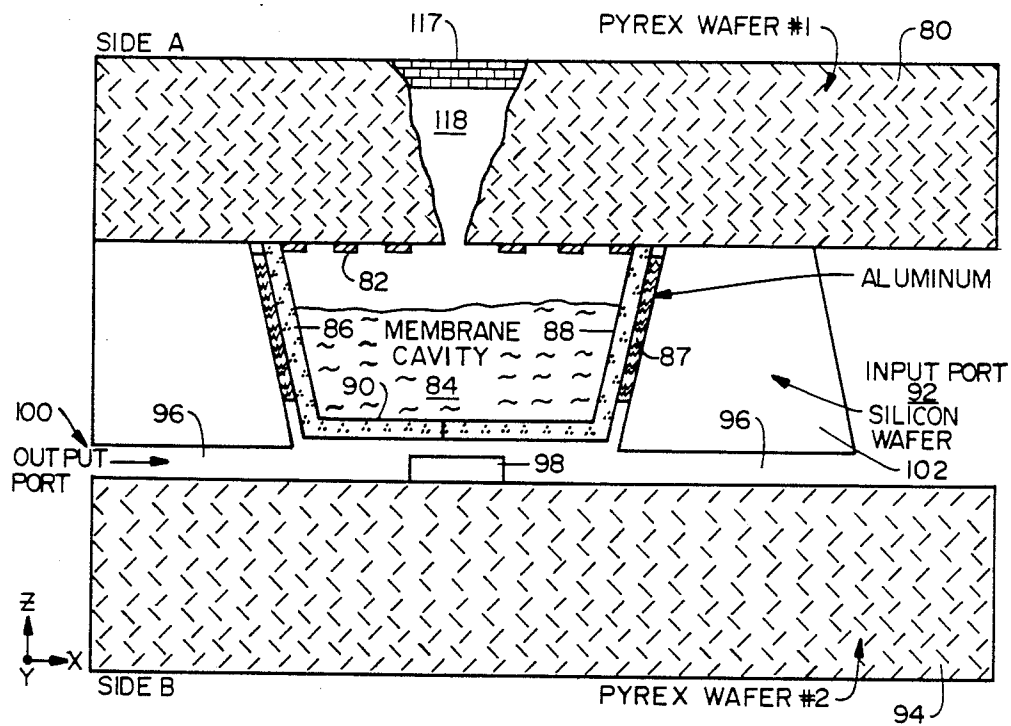 117
PYREX WAFER #1
80
SIDE A
118
82
ALUMINUM
86
MEMBRANE
CAVITY
88
87
90
84
INPUT PORT
92
SILICON
WAFER
100
96
96
102
OUTPUT
PORT
98
Z
X
Y
SIDE B
PYREX WAFER #2
94